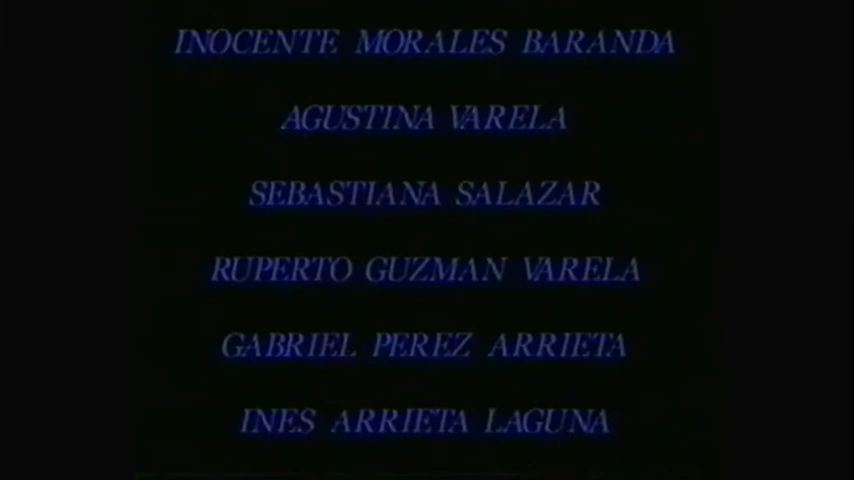 INOCENTE MORALES BARANDA
AGUSTINA VARELA
SEBASTIANA SALAZAR
RUPERTO GUZMAN VARELA
GABRIEL PEREZ ARRIETA
INES ARRIETA LAGUNA